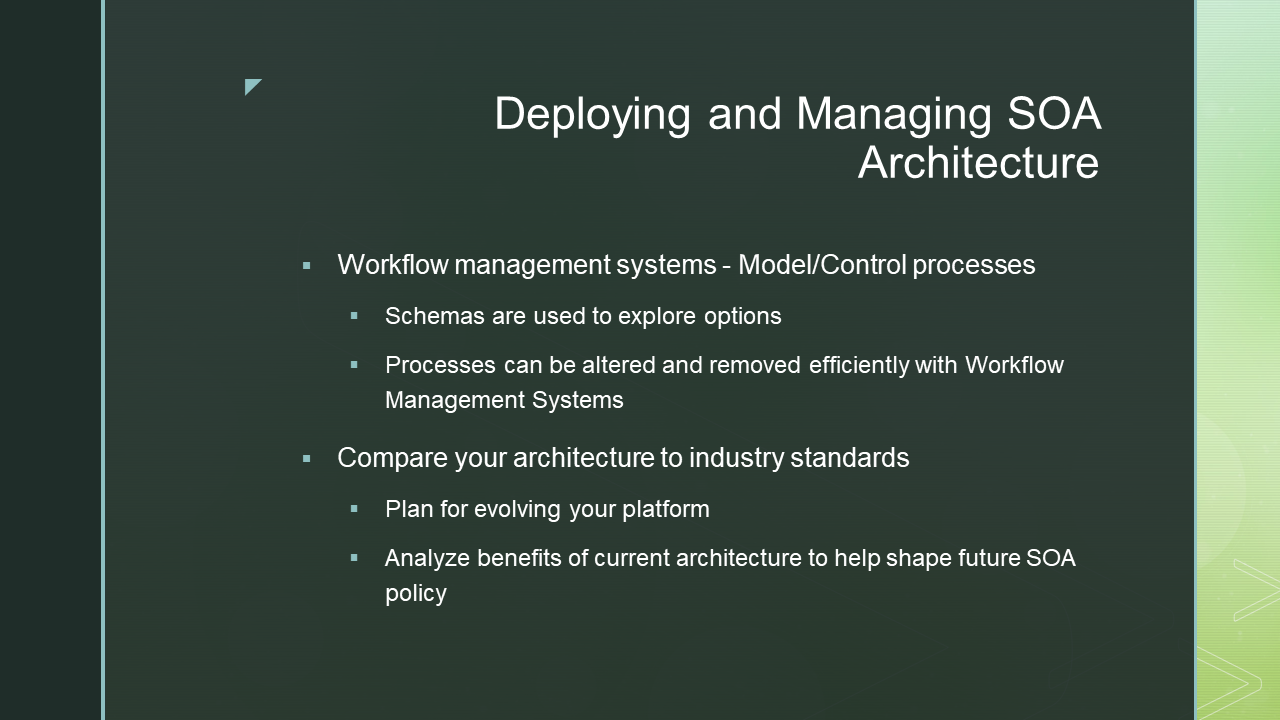 Deploying and Managing SOA
Architecture
▪ Workflow management systems - Model/Control processes
▪ Schemas are used to explore options
▪ Processes can be altered and removed efficiently with Workflow
Management Systems
▪ Compare your architecture to industry standards
▪ Plan for evolving your platform
▪ Analyze benefits of current architecture to help shape future SOA
policy